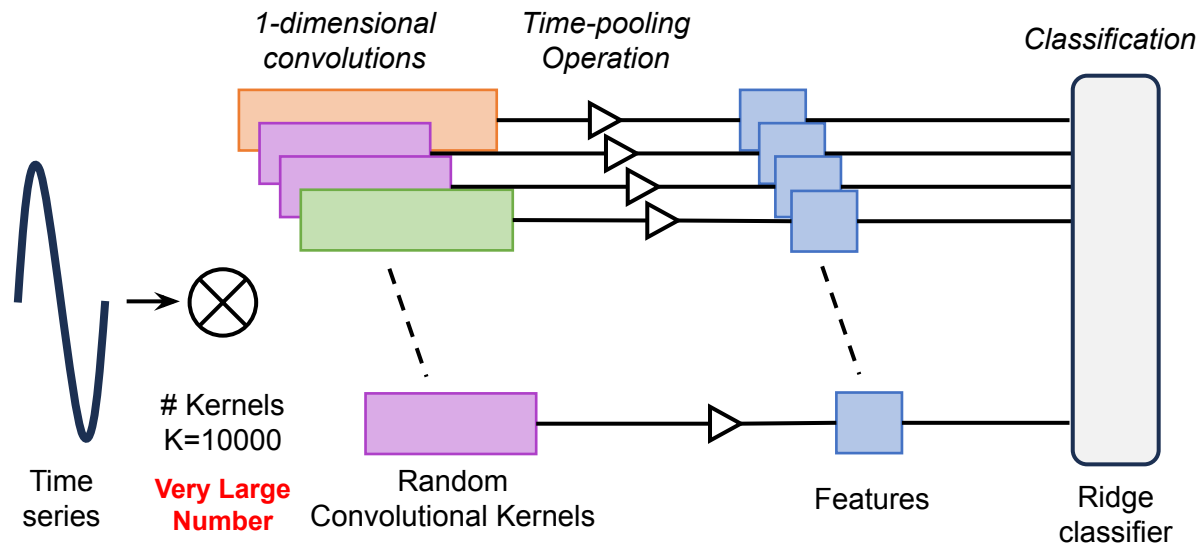 1-dimensional
convolutions
Time-pooling
Operation
Classification
# Kernels
K=10000
Very Large
Number
Time
series
Random
Convolutional Kernels
Features
Ridge
classifier